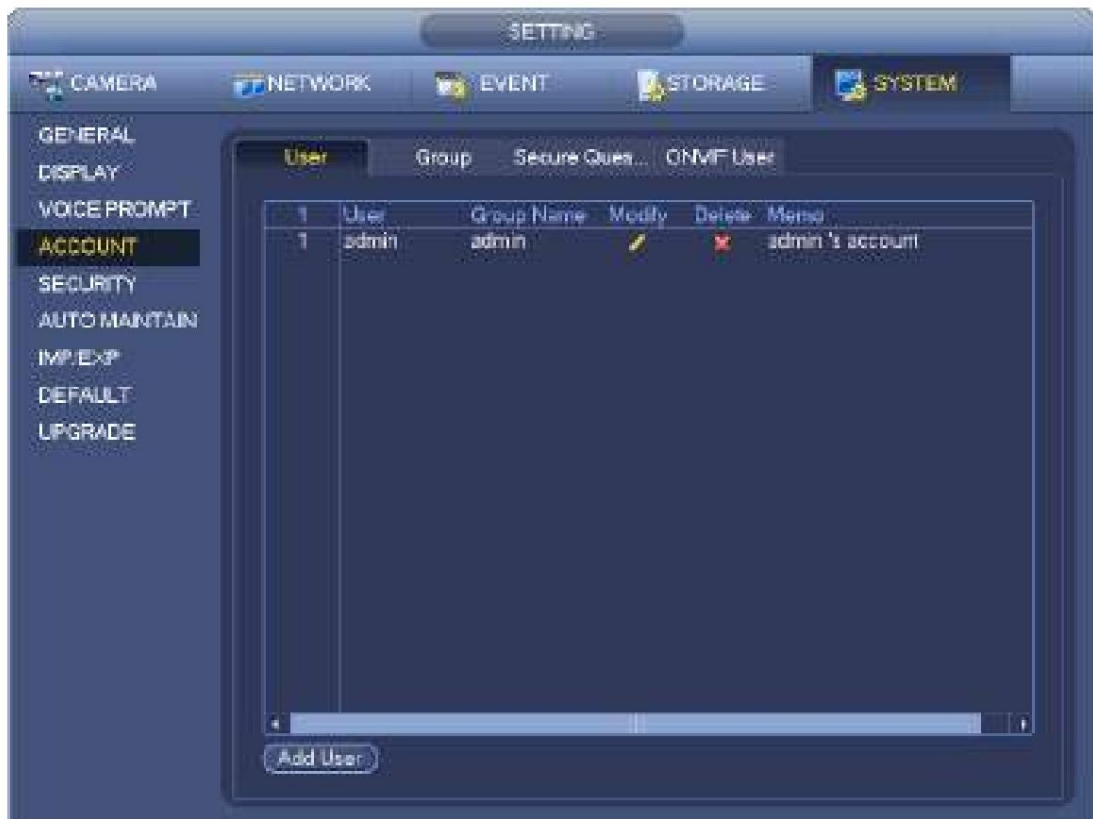 SETTING
CAMERA NETWORK EVENT STORAGE SYSTEM
GENERAL
DISPLAY
VOICE PROMPT
ACCOUNT
SECURITY
AUTO MAINTAIN
IMP/EXP
DEFAULT
UPGRADE
User Group Secure Ques... ONVIF User
1 User Group Name Modify Delete Memo
1 admin admin admin 's account
Add User